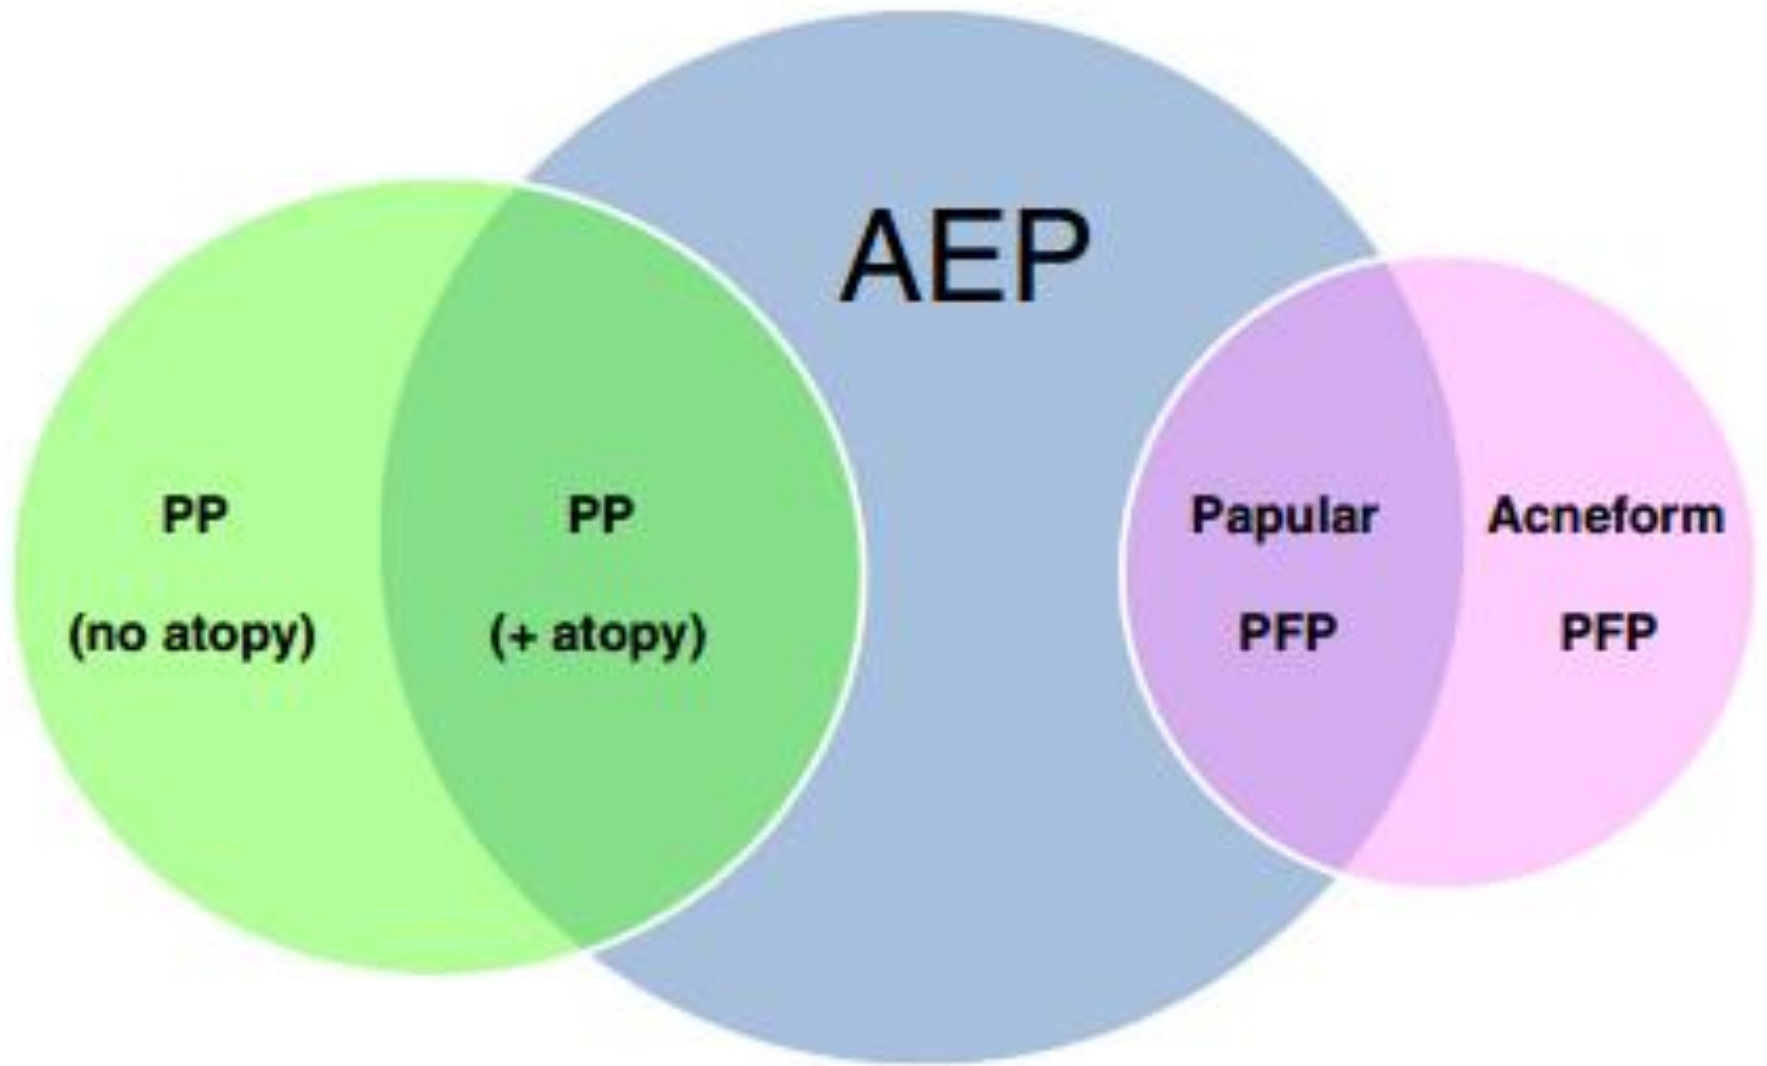 AEP
PP
(no atopy)
PP
(+ atopy)
Papular
PFP
Acneform
PFP